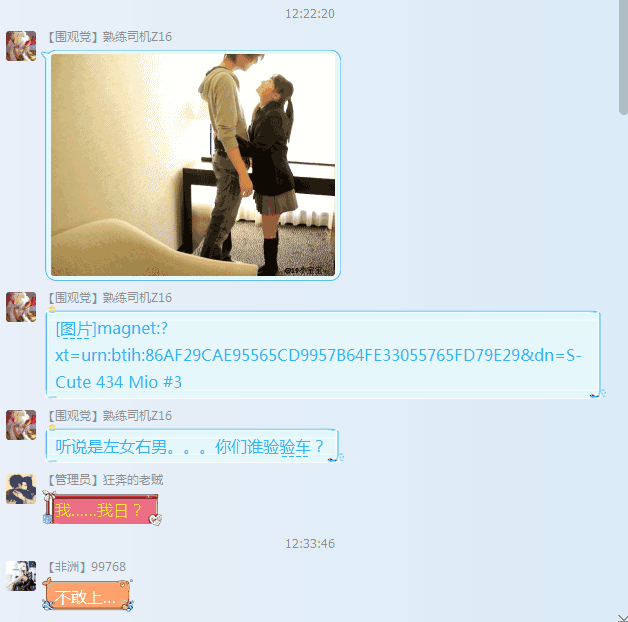 12:22:20
【围观党】熟练司机Z16
@19小宝宝
【围观党】熟练司机Z16
[图片]magnet:?
xt=urn:btih:86AF29CAE95565CD9957B64FE33055765FD79E29&dn=S-
Cute 434 Mio #3
【围观党】熟练司机Z16
听说是左女右男。。。你们谁验验车？
【管理员】狂奔的老贼
我......我日？
12:33:46
【非洲】99768
不敢上...